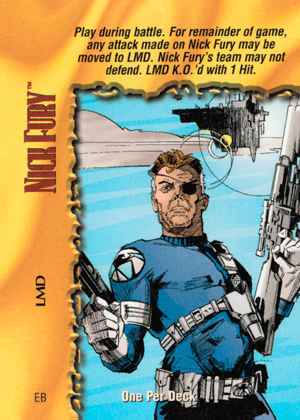 Play during battle. For remainder of game,
any attack made on Nick Fury may be
moved to LMD. Nick Fury's team may not
defend. LMD K.O.'d with 1 Hit.
NICK FURY™
LMD
EB
One Per Deck